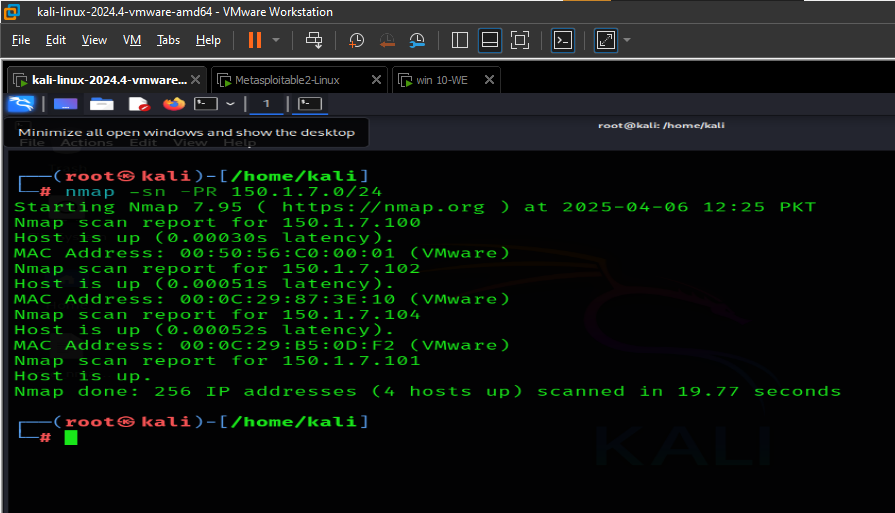 kali-linux-2024.4-vmware-amd64 - VMware Workstation
File Edit View VM Tabs Help
kali-linux-2024.4-vmware... Metasploitable2-Linux win 10-WE
1
Minimize all open windows and show the desktop
root@kali: /home/kali
File Actions Edit View Help
(root㉿kali)-[/home/kali]
# nmap -sn -PR 150.1.7.0/24
Starting Nmap 7.95 ( https://nmap.org ) at 2025-04-06 12:25 PKT
Nmap scan report for 150.1.7.100
Host is up (0.00030s latency).
MAC Address: 00:50:56:C0:00:01 (VMware)
Nmap scan report for 150.1.7.102
Host is up (0.00051s latency).
MAC Address: 00:0C:29:87:3E:10 (VMware)
Nmap scan report for 150.1.7.104
Host is up (0.00052s latency).
MAC Address: 00:0C:29:B5:0D:F2 (VMware)
Nmap scan report for 150.1.7.101
Host is up.
Nmap done: 256 IP addresses (4 hosts up) scanned in 19.77 seconds
(root㉿kali)-[/home/kali]
#
KALI